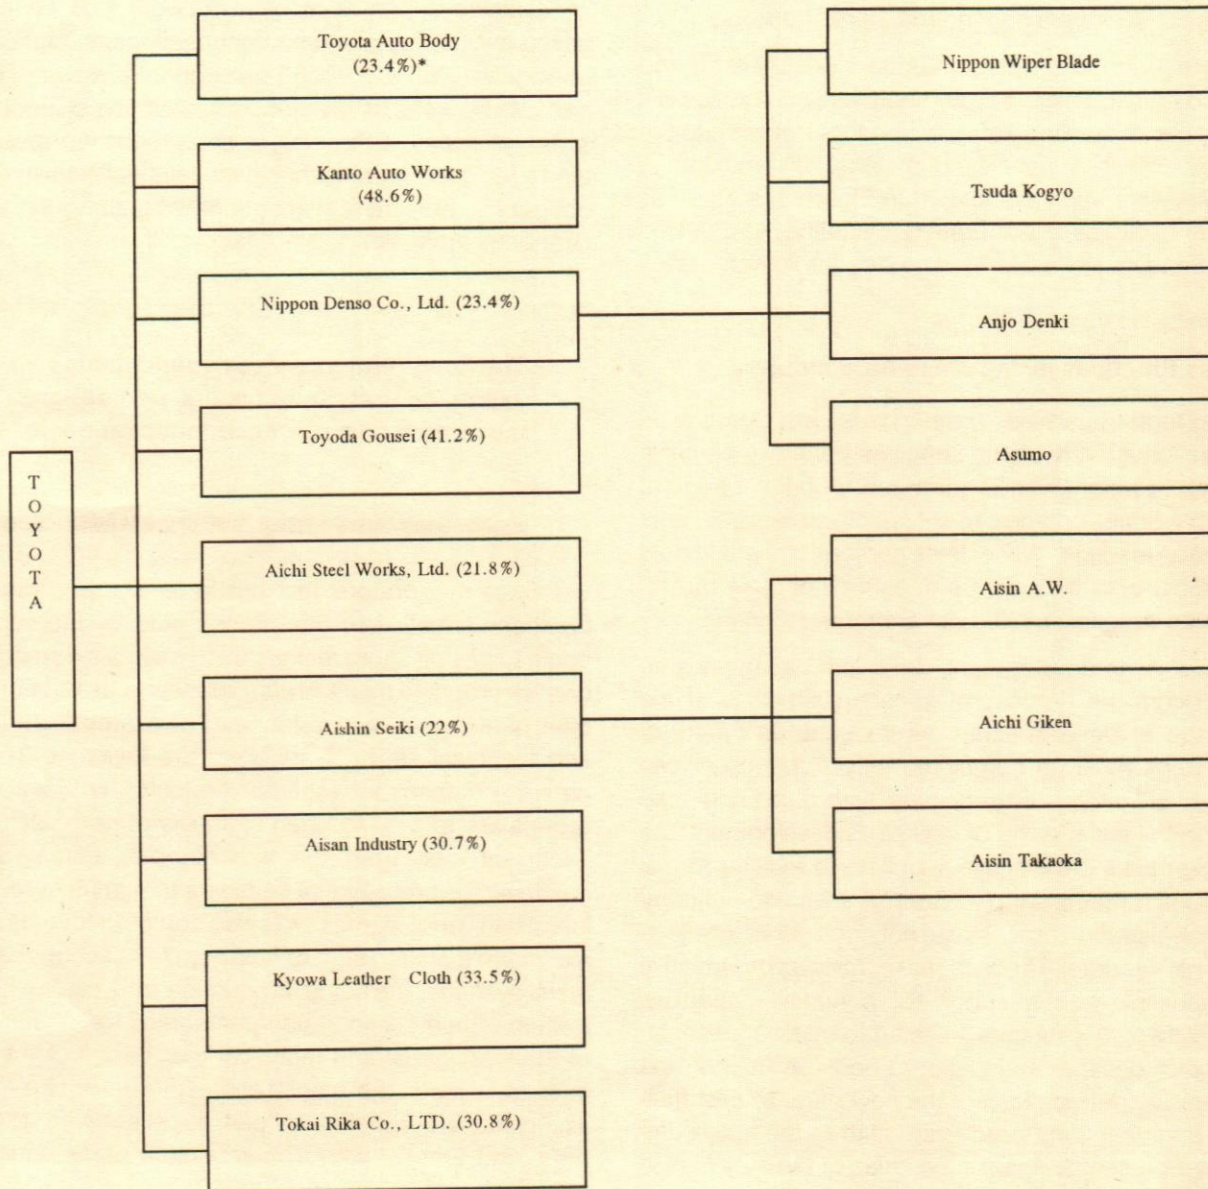 TOYOTA
Toyota Auto Body
(23.4%)*
Kanto Auto Works
(48.6%)
Nippon Denso Co., Ltd. (23.4%)
Toyoda Gousei (41.2%)
Aichi Steel Works, Ltd. (21.8%)
Aishin Seiki (22%)
Aisan Industry (30.7%)
Kyowa Leather Cloth (33.5%)
Tokai Rika Co., LTD. (30.8%)
Nippon Wiper Blade
Tsuda Kogyo
Anjo Denki
Asumo
Aisin A.W.
Aichi Giken
Aisin Takaoka